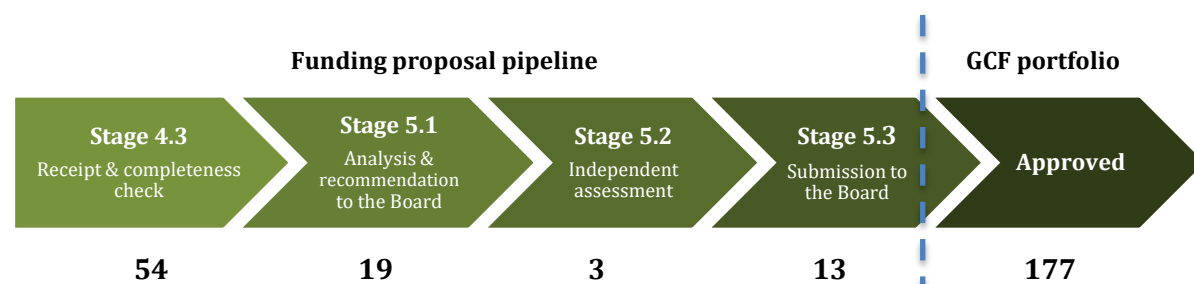 Funding proposal pipeline
GCF portfolio
Stage 4.3
Receipt & completeness
check
Stage 5.1
Analysis &
recommendation
to the Board
Stage 5.2
Independent
assessment
Stage 5.3
Submission to
the Board
Approved
54
19
3
13
177